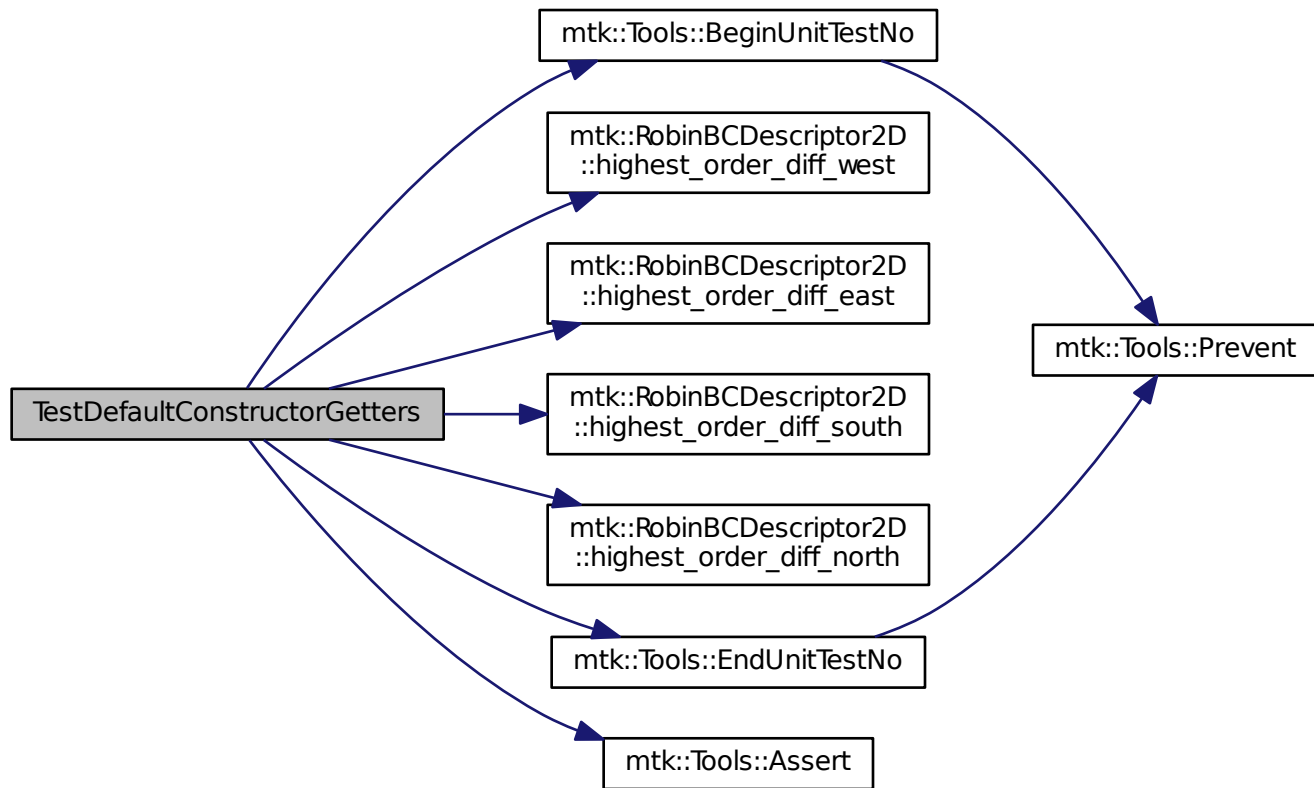 mtk::Tools::BeginUnitTestNo
mtk::RobinBCDescriptor2D
::highest_order_diff_west
mtk::RobinBCDescriptor2D
::highest_order_diff_east
mtk::Tools::Prevent
TestDefaultConstructorGetters
mtk::RobinBCDescriptor2D
::highest_order_diff_south
mtk::RobinBCDescriptor2D
::highest_order_diff_north
mtk::Tools::EndUnitTestNo
mtk::Tools::Assert